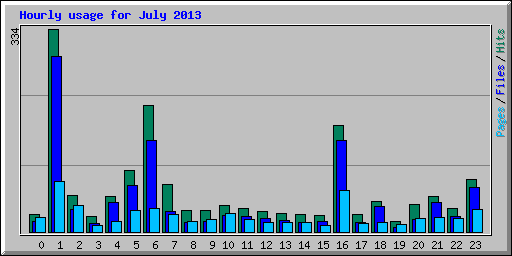 Hourly usage for July 2013
334
Pages / Files / Hits
0 1 2 3 4 5 6 7 8 9 10 11 12 13 14 15 16 17 18 19 20 21 22 23